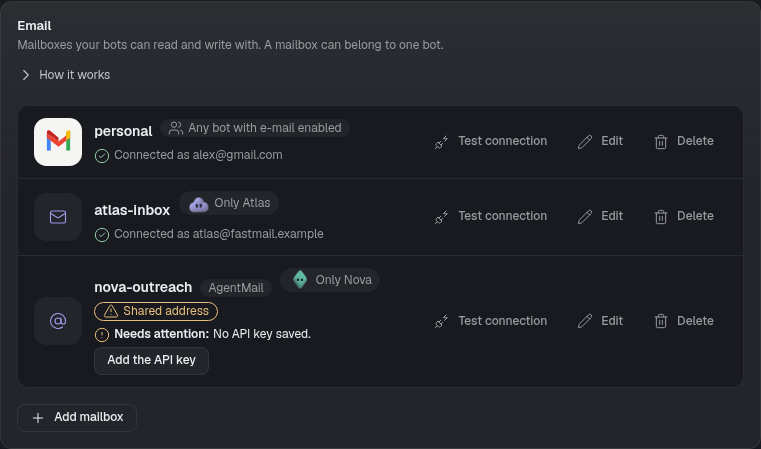 Email
Mailboxes your bots can read and write with. A mailbox can belong to one bot.
How it works
personal Any bot with e-mail enabled
Connected as alex@gmail.com
Test connection Edit Delete
atlas-inbox Only Atlas
Connected as atlas@fastmail.example
Test connection Edit Delete
nova-outreach AgentMail Only Nova
Shared address
Needs attention: No API key saved.
Add the API key
Test connection Edit Delete
Add mailbox